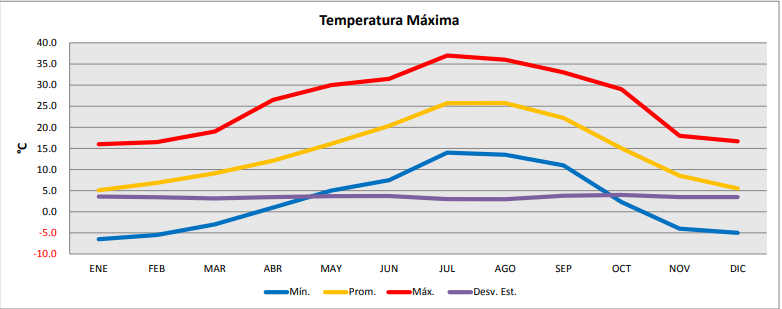 Temperatura Máxima
40.0
35.0
30.0
25.0
20.0
15.0
10.0
5.0
0.0
-5.0
-10.0
°C
ENE FEB MAR ABR MAY JUN JUL AGO SEP OCT NOV DIC
Mín. Prom. Máx. Desv. Est.